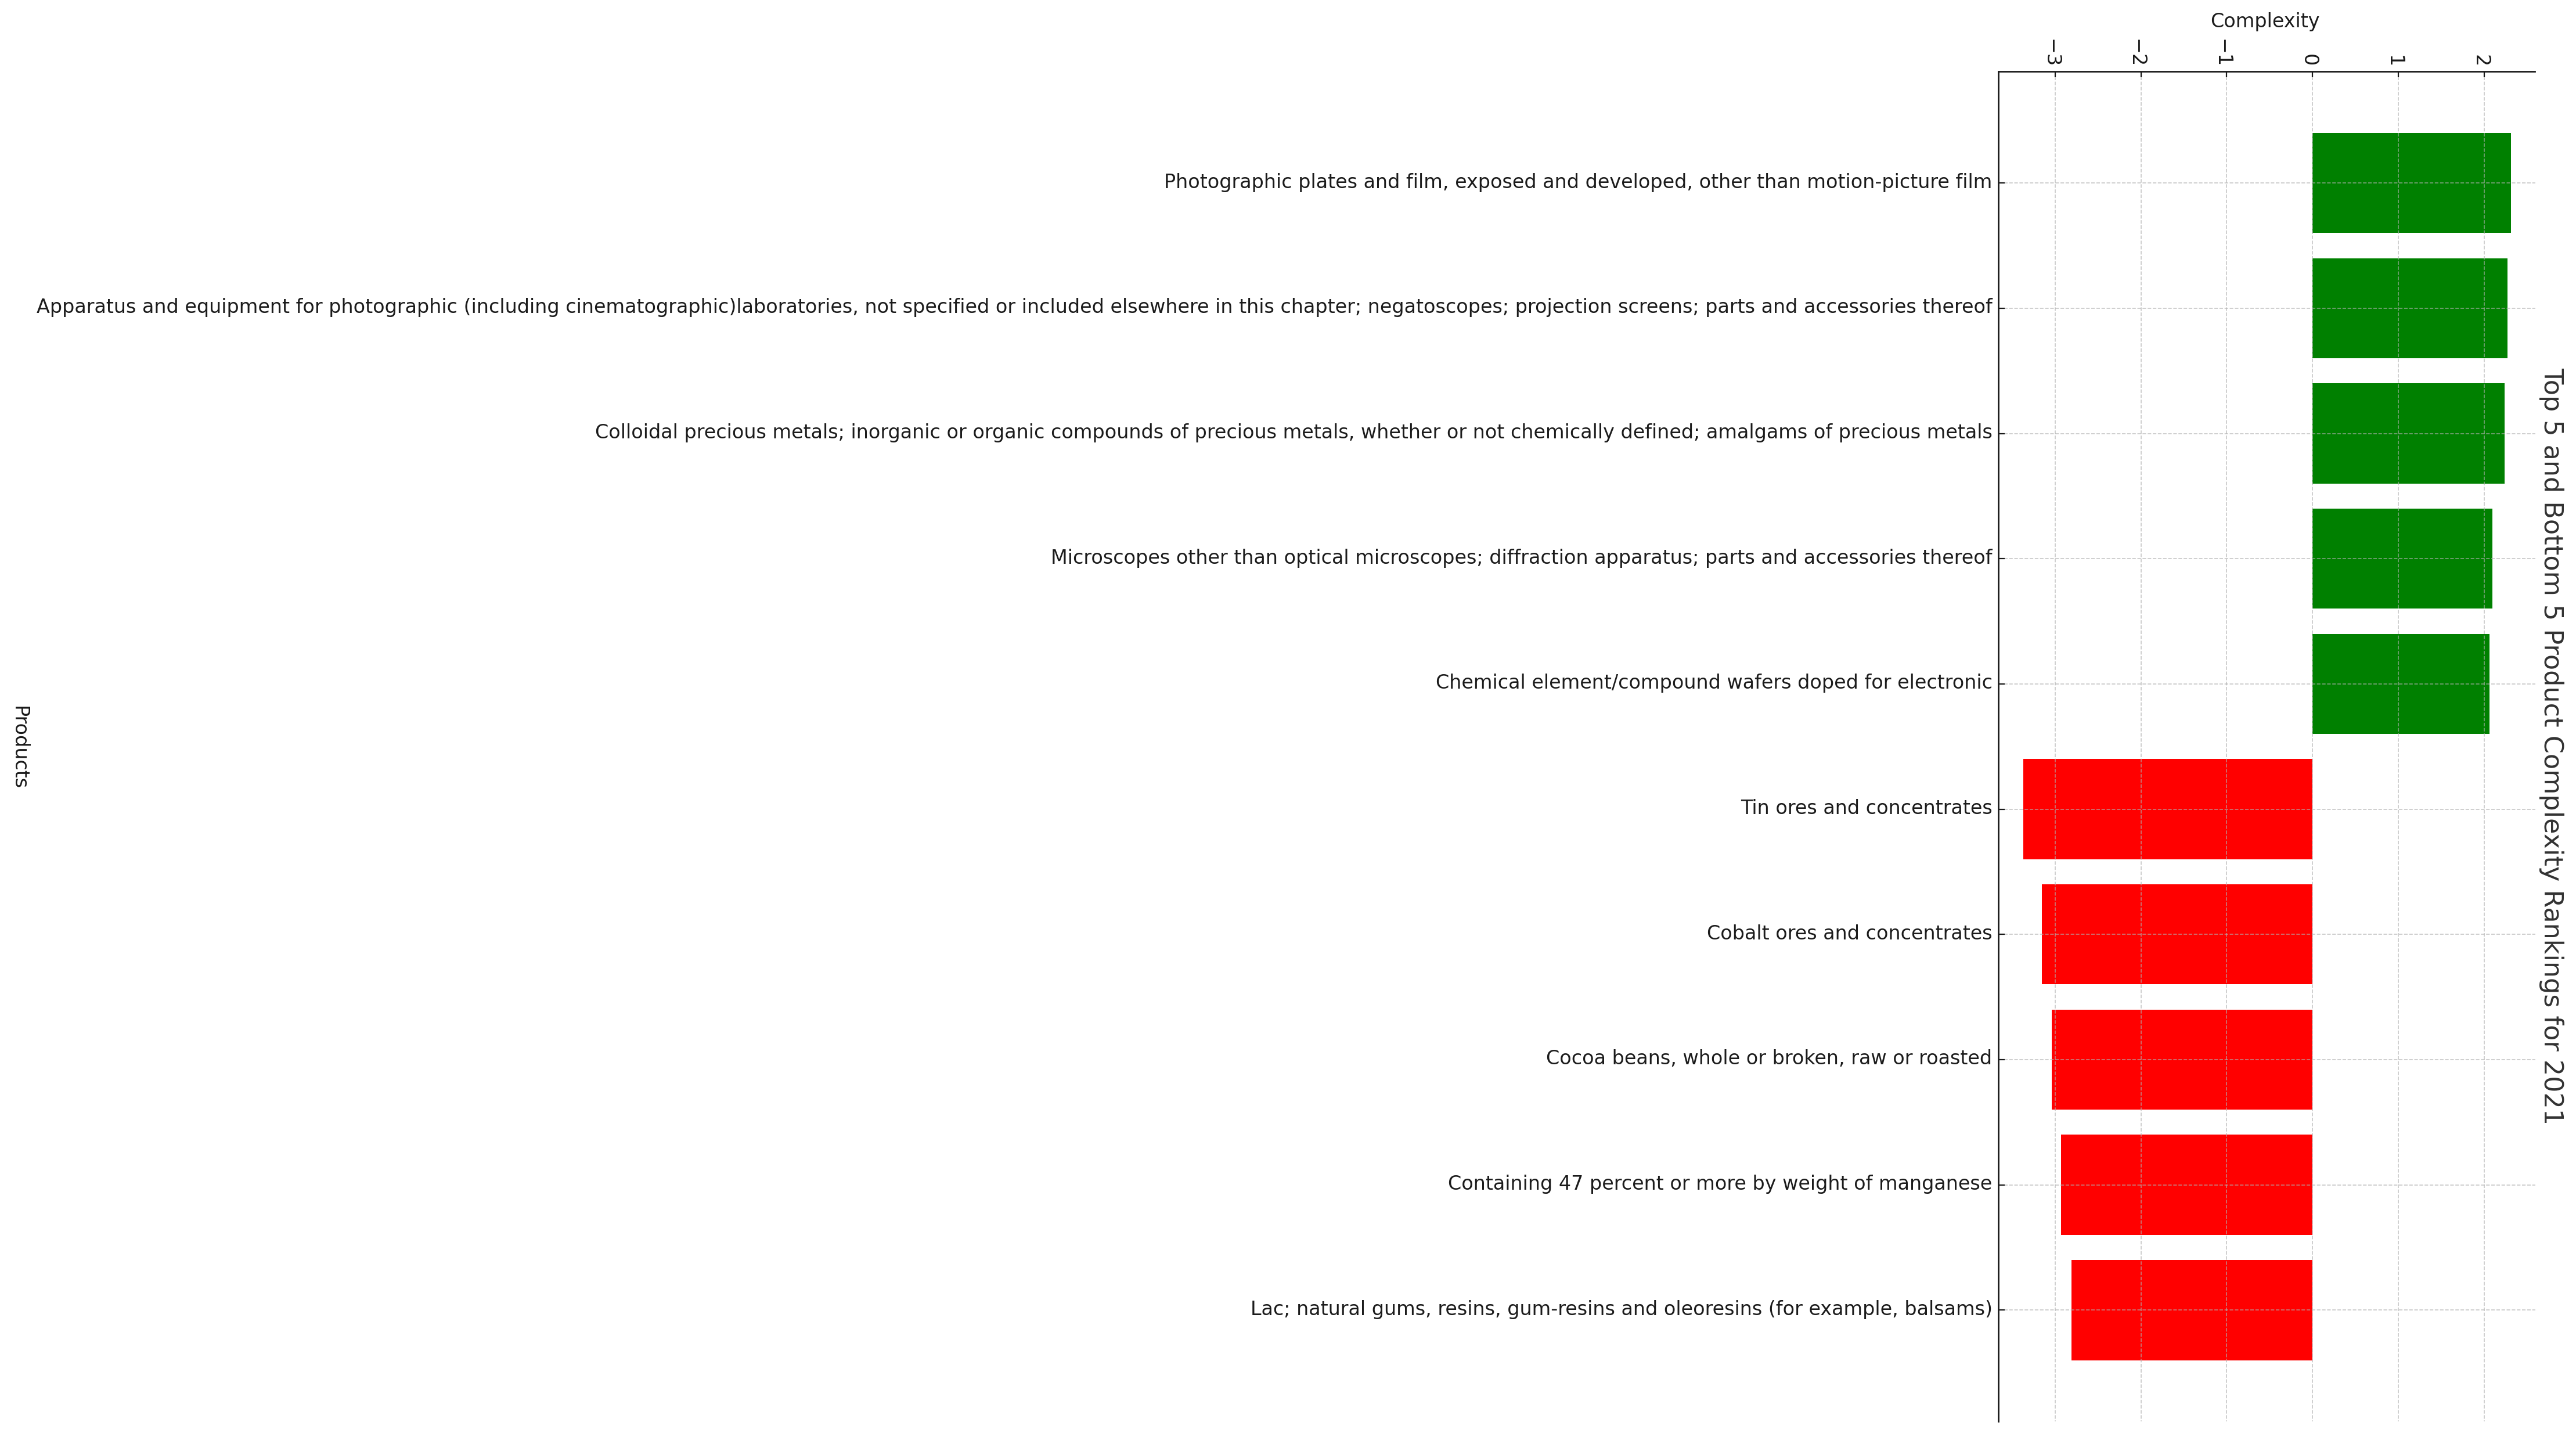 Complexity
−3
−2
−1
0
1
2
Top 5 and Bottom 5 Product Complexity Rankings for 2021
Photographic plates and film, exposed and developed, other than motion-picture film
Apparatus and equipment for photographic (including cinematographic)laboratories, not specified or included elsewhere in this chapter; negatoscopes; projection screens; parts and accessories thereof
Colloidal precious metals; inorganic or organic compounds of precious metals, whether or not chemically defined; amalgams of precious metals
Microscopes other than optical microscopes; diffraction apparatus; parts and accessories thereof
Chemical element/compound wafers doped for electronic
Tin ores and concentrates
Cobalt ores and concentrates
Cocoa beans, whole or broken, raw or roasted
Containing 47 percent or more by weight of manganese
Lac; natural gums, resins, gum-resins and oleoresins (for example, balsams)
Products